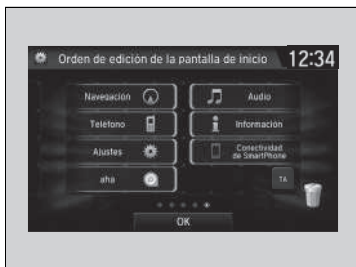 Orden de edición de la pantalla de inicio 12:34
Navegación
Audio
Teléfono
Información
Ajustes
Conectividad
de SmartPhone
aha
TA
OK